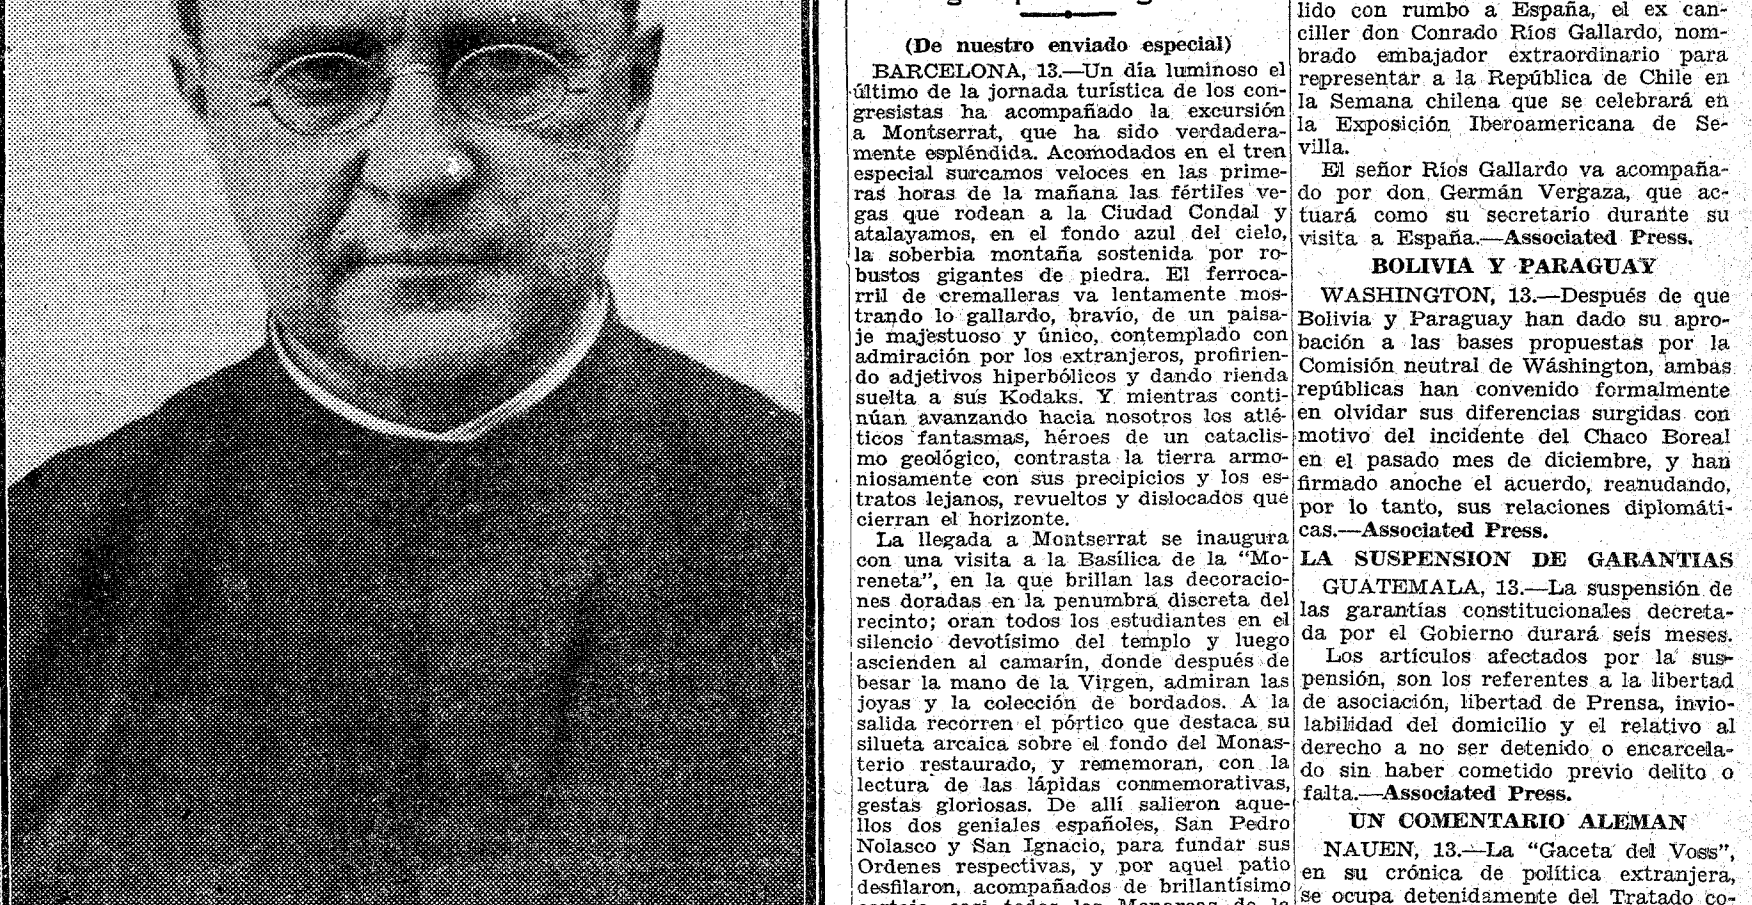 (De nuestro enviado especial)
BARCELONA, 13.—Un día luminoso el
último de la jornada turística de los con-
gresistas ha acompañado la excursión
a Montserrat, que ha sido verdadera-
mente espléndida. Acomodados en el tren
especial surcamos veloces en las prime-
ras horas de la mañana las fértiles ve-
gas que rodean a la Ciudad Condal y
atalayamos, en el fondo azul del cielo,
la soberbia montaña sostenida por ro-
bustos gigantes de piedra. El ferroca-
rril de cremalleras va lentamente mos-
trando lo gallardo, bravío, de un paisa-
je majestuoso y único, contemplado con
admiración por los extranjeros, profirien-
do adjetivos hiperbólicos y dando rienda
suelta a sus Kodaks. Y mientras conti-
núan avanzando hacia nosotros los atlé-
ticos fantasmas, héroes de un cataclis-
mo geológico, contrasta la tierra armo-
niosamente con sus precipicios y los es-
tratos lejanos, revueltos y dislocados que
cierran el horizonte.
La llegada a Montserrat se inaugura
con una visita a la Basílica de la "Mo-
reneta", en la que brillan las decoracio-
nes doradas en la penumbra discreta del
recinto; oran todos los estudiantes en el
silencio devotísimo del templo y luego
ascienden al camarín, donde después de
besar la mano de la Virgen, admiran las
joyas y la colección de bordados. A la
salida recorren el pórtico que destaca su
silueta arcaica sobre el fondo del Monas-
terio restaurado, y rememoran, con la
lectura de las lápidas conmemorativas,
gestas gloriosas. De allí salieron aque-
llos dos geniales españoles, San Pedro
Nolasco y San Ignacio, para fundar sus
Ordenes respectivas, y por aquel patio
desfilaron, acompañados de brillantísimo
lido con rumbo a España, el ex can-
ciller don Conrado Ríos Gallardo, nom-
brado embajador extraordinario para
representar a la República de Chile en
la Semana chilena que se celebrará en
la Exposición Iberoamericana de Se-
villa.
El señor Ríos Gallardo va acompaña-
do por don Germán Vergaza, que ac-
tuará como su secretario durante su
visita a España.—Associated Press.
BOLIVIA Y PARAGUAY
WASHINGTON, 13.—Después de que
Bolivia y Paraguay han dado su apro-
bación a las bases propuestas por la
Comisión neutral de Wáshington, ambas
repúblicas han convenido formalmente
en olvidar sus diferencias surgidas con
motivo del incidente del Chaco Boreal
en el pasado mes de diciembre, y han
firmado anoche el acuerdo, reanudando,
por lo tanto, sus relaciones diplomáti-
cas.—Associated Press.
LA SUSPENSION DE GARANTIAS
GUATEMALA, 13.—La suspensión de
las garantías constitucionales decreta-
da por el Gobierno durará seis meses.
Los artículos afectados por la sus-
pensión, son los referentes a la libertad
de asociación, libertad de Prensa, invio-
labilidad del domicilio y el relativo al
derecho a no ser detenido o encarcela-
do sin haber cometido previo delito o
falta.—Associated Press.
UN COMENTARIO ALEMAN
NAUEN, 13.—La "Gaceta del Voss",
en su crónica de política extranjera,
se ocupa detenidamente del Tratado co-